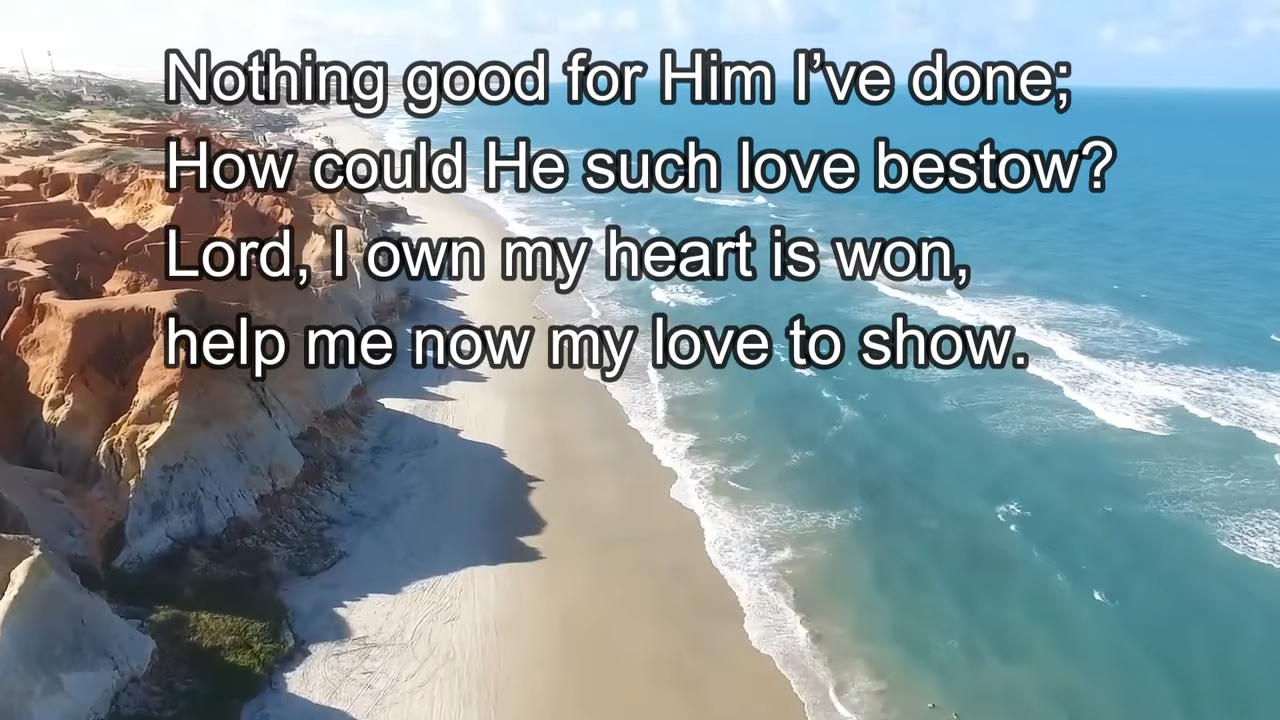 Nothing good for Him I’ve done;
How could He such love bestow?
Lord, I own my heart is won,
help me now my love to show.